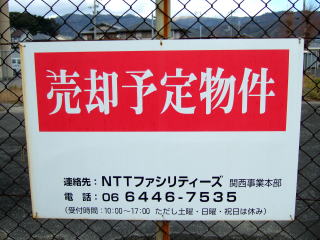 売却予定物件
連絡先：NTTファシリティーズ 関西事業本部
電 話：06 6446-7535
（受付時間：10:00～17:00 ただし土曜・日曜・祝日は休み）